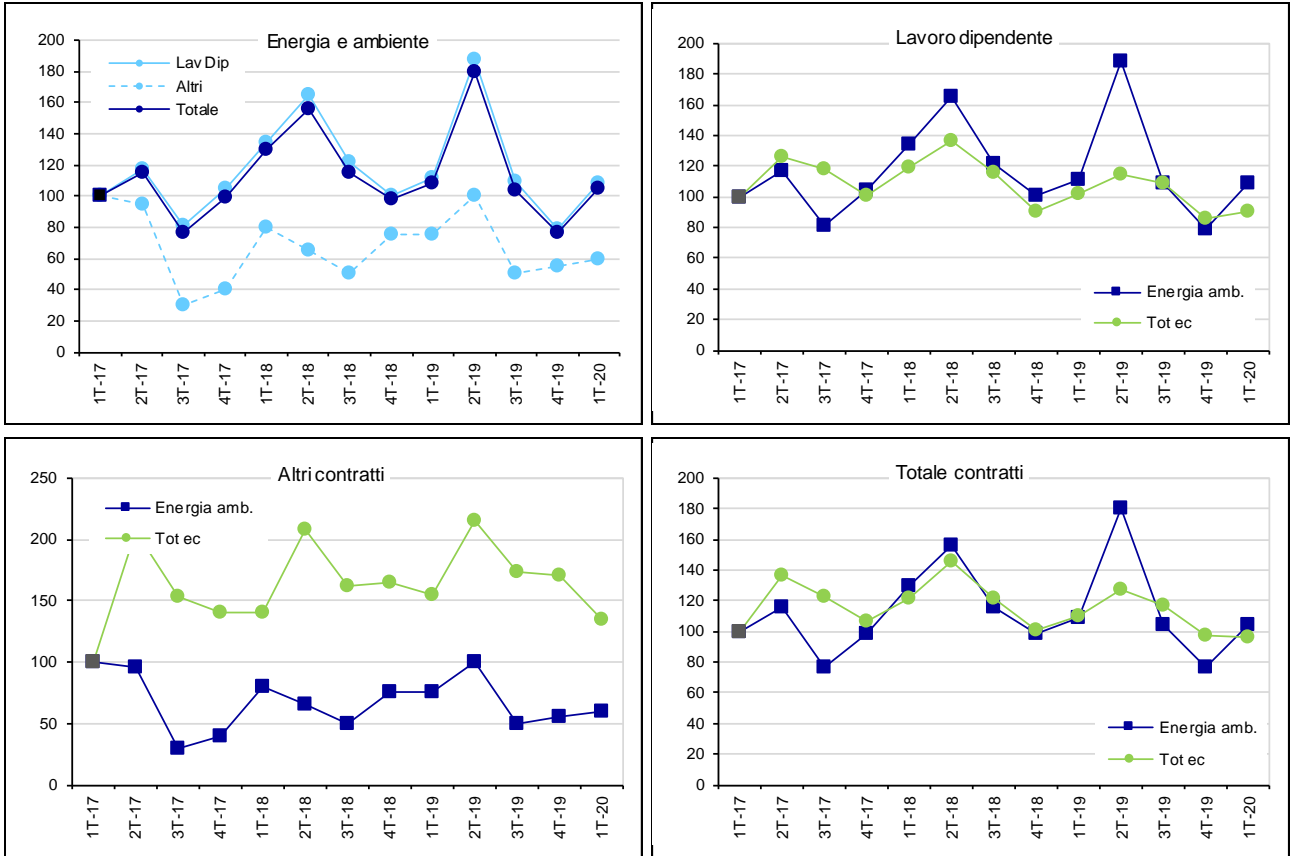 Energia e ambiente
200
180
160
140
120
100
80
60
40
20
0
Lav Dip
Altri
Totale
1T-17
2T-17
3T-17
4T-17
1T-18
2T-18
3T-18
4T-18
1T-19
2T-19
3T-19
4T-19
1T-20
Lavoro dipendente
200
180
160
140
120
100
80
60
40
20
0
Energia amb.
Tot ec
1T-17
2T-17
3T-17
4T-17
1T-18
2T-18
3T-18
4T-18
1T-19
2T-19
3T-19
4T-19
1T-20
Altri contratti
250
200
150
100
50
0
Energia amb.
Tot ec
1T-17
2T-17
3T-17
4T-17
1T-18
2T-18
3T-18
4T-18
1T-19
2T-19
3T-19
4T-19
1T-20
Totale contratti
200
180
160
140
120
100
80
60
40
20
0
Energia amb.
Tot ec
1T-17
2T-17
3T-17
4T-17
1T-18
2T-18
3T-18
4T-18
1T-19
2T-19
3T-19
4T-19
1T-20